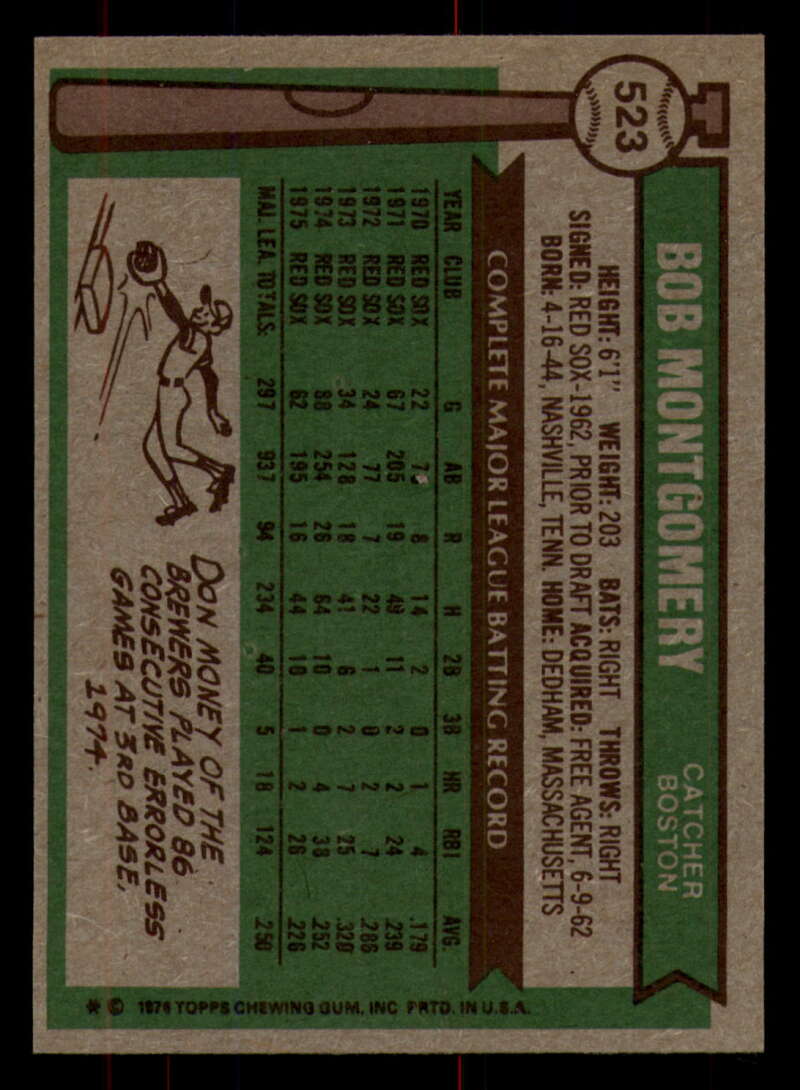 523
BOB MONTGOMERY
CATCHER
BOSTON
HEIGHT: 6'1" WEIGHT: 203 BATS: RIGHT THROWS: RIGHT
SIGNED: RED SOX-1962, PRIOR TO DRAFT ACQUIRED: FREE AGENT, 6-9-62
BORN: 4-16-44, NASHVILLE, TENN. HOME: DEDHAM, MASSACHUSETTS
COMPLETE MAJOR LEAGUE BATTING RECORD
YEAR CLUB G AB R H 2B 3B HR RBI AVG.
1970 RED SOX 22 8 14 2 0 1 4 .179
1971 RED SOX 67 205 19 49 11 2 2 24 .239
1972 RED SOX 24 77 7 22 1 0 2 7 .286
1973 RED SOX 34 128 18 41 6 2 7 25 .320
1974 RED SOX 88 254 26 64 10 0 4 38 .252
1975 RED SOX 62 195 16 44 10 1 2 26 .226
MAJ. LEA. TOTALS: 297 937 94 234 40 5 18 124 .250
DON MONEY OF THE
BREWERS PLAYED 86
CONSECUTIVE ERRORLESS
GAMES AT 3RD BASE,
1974.
* © 1976 TOPPS CHEWING GUM, INC PRTD. IN U.S.A.